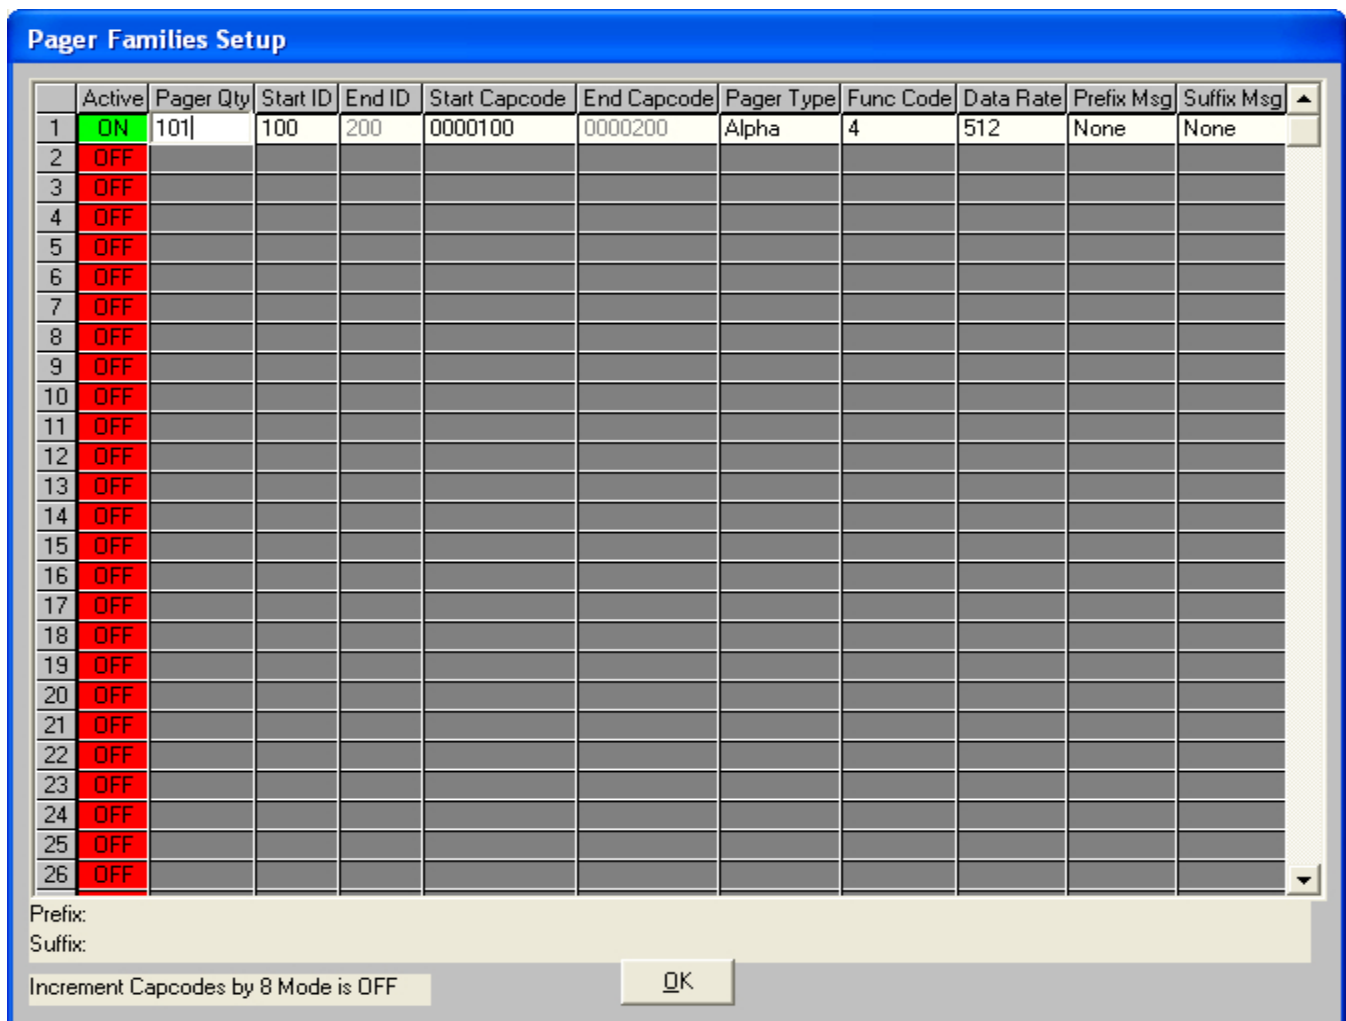 Pager Families Setup
Active Pager Qty Start ID End ID Start Capcode End Capcode Pager Type Func Code Data Rate Prefix Msg Suffix Msg
1 ON 101 100 200 0000100 0000200 Alpha 4 512 None None
2 OFF
3 OFF
4 OFF
5 OFF
6 OFF
7 OFF
8 OFF
9 OFF
10 OFF
11 OFF
12 OFF
13 OFF
14 OFF
15 OFF
16 OFF
17 OFF
18 OFF
19 OFF
20 OFF
21 OFF
22 OFF
23 OFF
24 OFF
25 OFF
26 OFF
Prefix:
Suffix:
Increment Capcodes by 8 Mode is OFF
OK